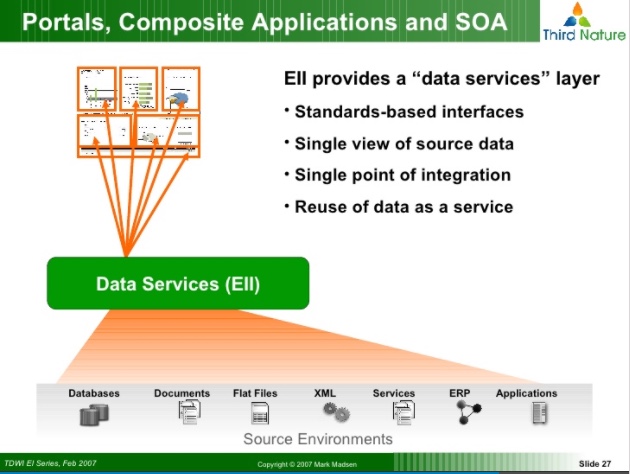 Portals, Composite Applications and SOA
Third Nature
EII provides a “data services” layer
• Standards-based interfaces
• Single view of source data
• Single point of integration
• Reuse of data as a service
Data Services (EII)
Databases Documents Flat Files XML Services ERP Applications
Source Environments
TDWI EI Series, Feb 2007 Copyright © 2007 Mark Madsen Slide 27